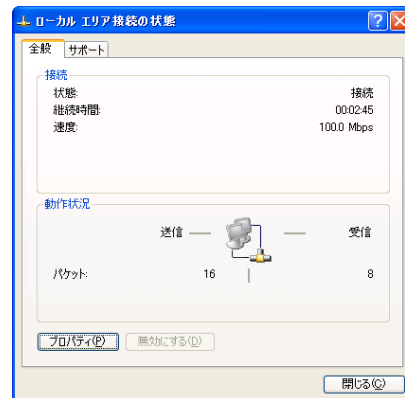 ローカル エリア接続の状態
全般 サポート
接続
状態: 接続
継続時間: 00:02:45
速度: 100.0 Mbps
動作状況
送信 — — 受信
パケット: 16 | 8
プロパティ(P) 無効にする(D)
閉じる(C)